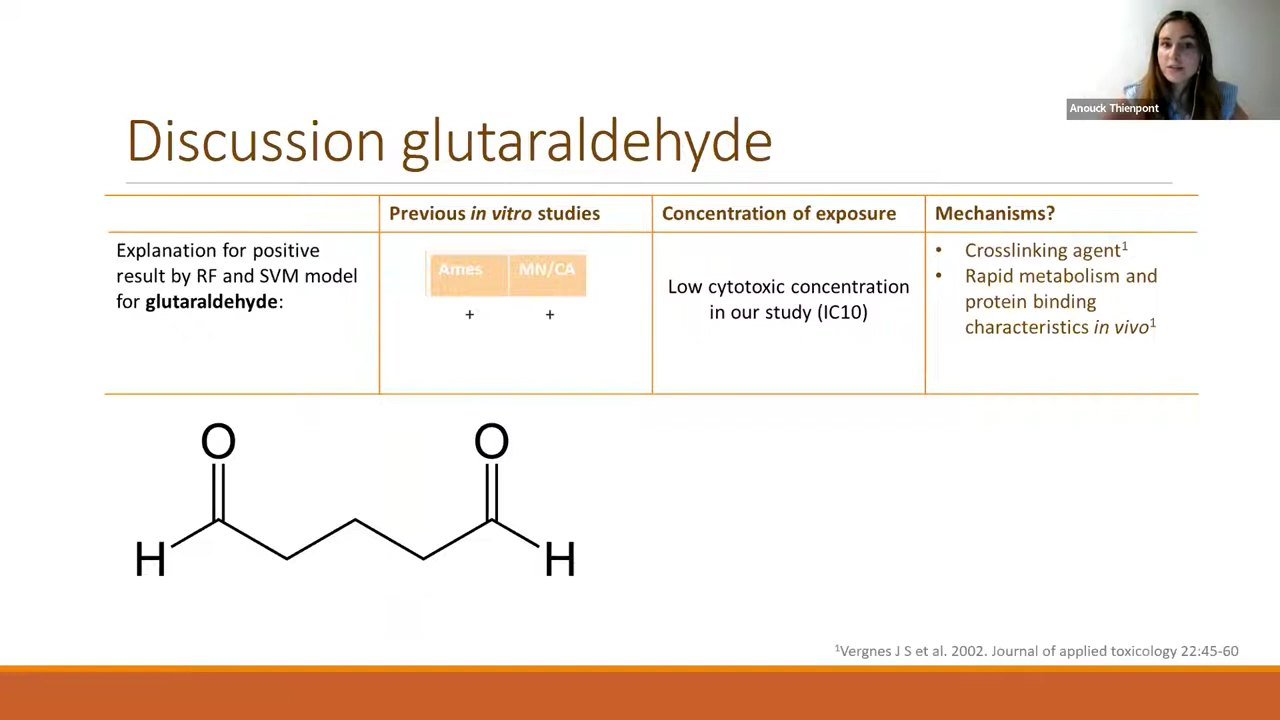 Anouck Thienpont
Discussion glutaraldehyde
Previous in vitro studies
Concentration of exposure
Mechanisms?
Explanation for positive
result by RF and SVM model
for glutaraldehyde:
Ames
MN/CA
+
+
Low cytotoxic concentration
in our study (IC10)
• Crosslinking agent¹
• Rapid metabolism and
protein binding
characteristics in vivo¹
O
O
H
H
¹Vergnes J S et al. 2002. Journal of applied toxicology 22:45-60